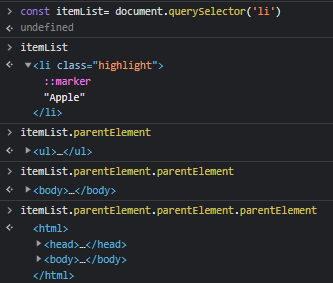 > const itemList= document.querySelector('li')
< undefined
> itemList
< ▼<li class="highlight">
::marker
"Apple"
</li>
> itemList.parentElement
< ▶<ul>…</ul>
> itemList.parentElement.parentElement
< ▶<body>…</body>
> itemList.parentElement.parentElement.parentElement
< <html>
▶<head>…</head>
▶<body>…</body>
</html>